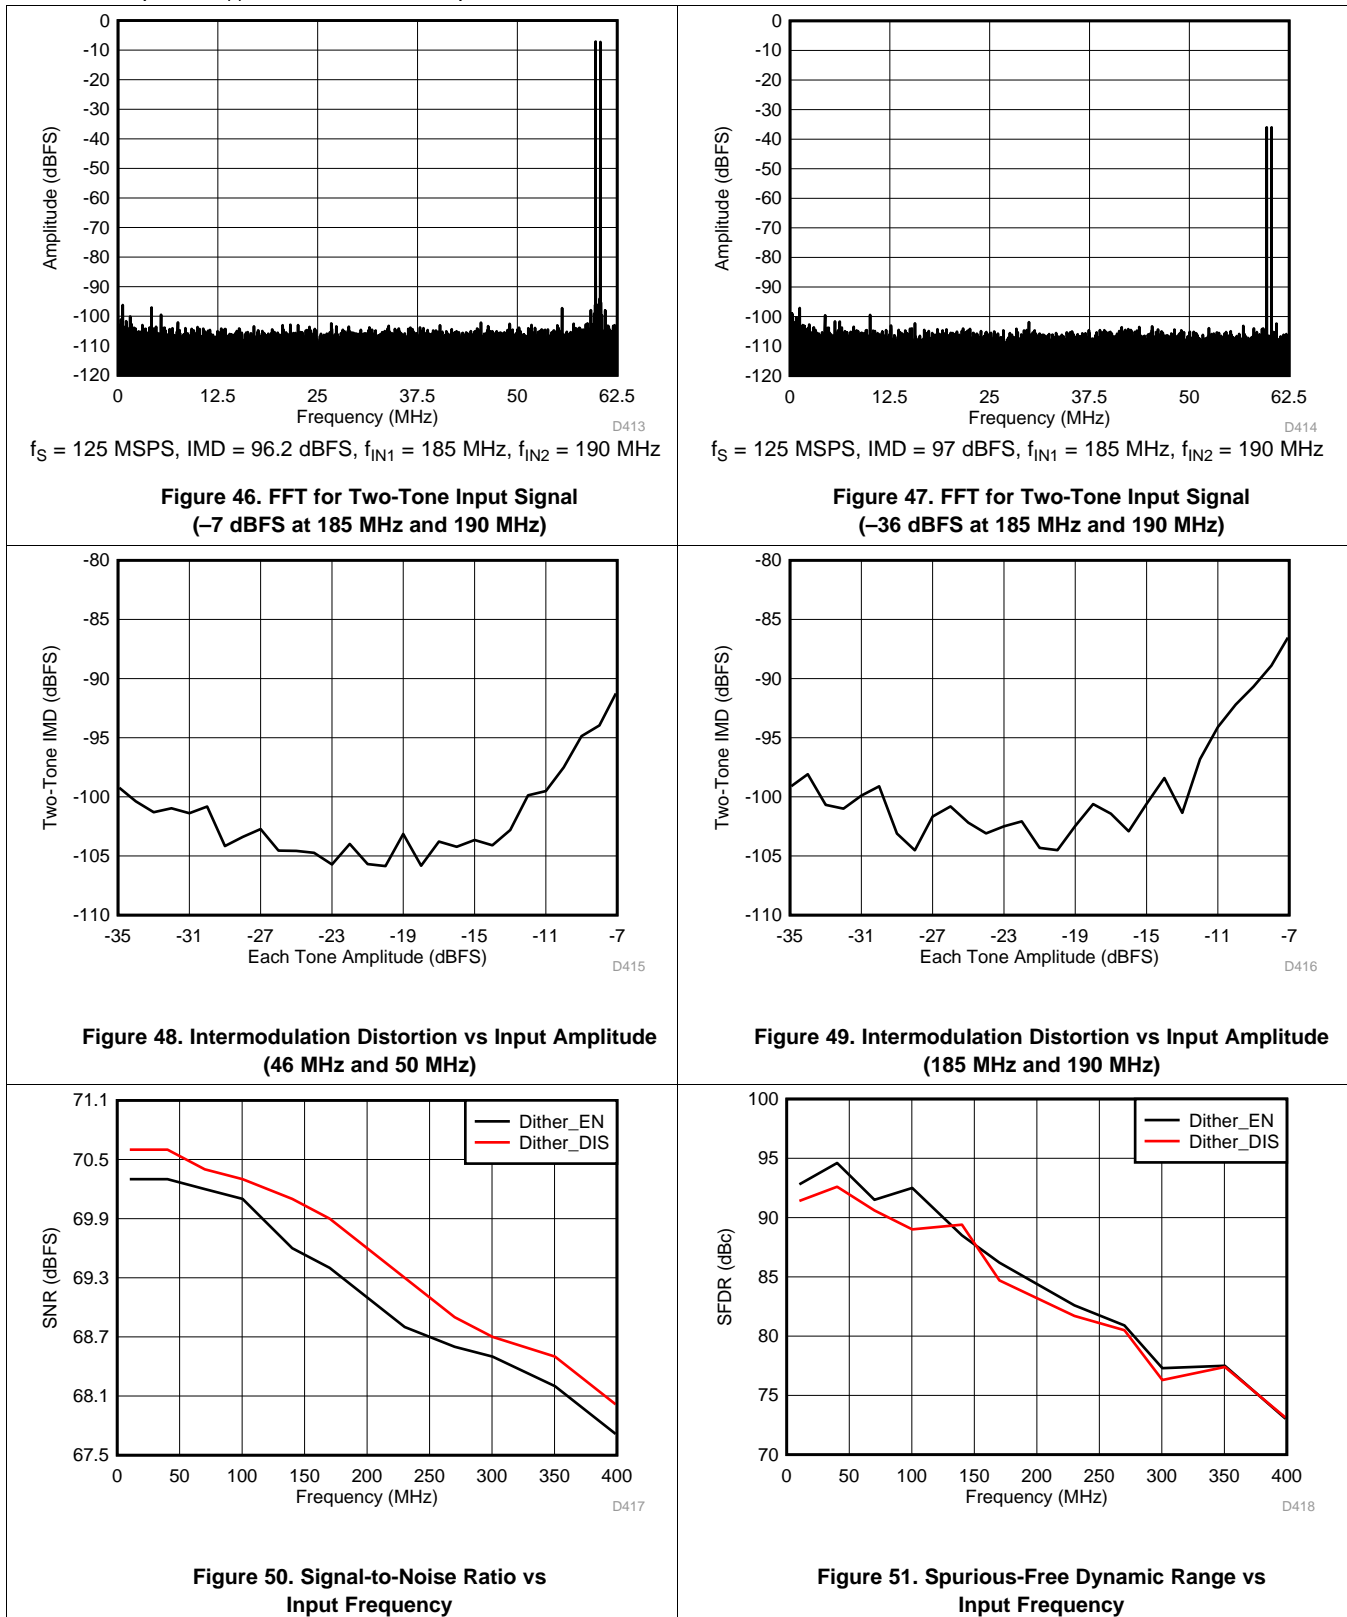 0
-10
-20
-30
-40
-50
-60
-70
-80
-90
-100
-110
-120
Amplitude (dBFS)
0 12.5 25 37.5 50 62.5
Frequency (MHz)
D413
fS = 125 MSPS, IMD = 96.2 dBFS, fIN1 = 185 MHz, fIN2 = 190 MHz
Figure 46. FFT for Two-Tone Input Signal
(–7 dBFS at 185 MHz and 190 MHz)
0
-10
-20
-30
-40
-50
-60
-70
-80
-90
-100
-110
-120
Amplitude (dBFS)
0 12.5 25 37.5 50 62.5
Frequency (MHz)
D414
fS = 125 MSPS, IMD = 97 dBFS, fIN1 = 185 MHz, fIN2 = 190 MHz
Figure 47. FFT for Two-Tone Input Signal
(–36 dBFS at 185 MHz and 190 MHz)
-80
-85
-90
-95
-100
-105
-110
Two-Tone IMD (dBFS)
-35 -31 -27 -23 -19 -15 -11 -7
Each Tone Amplitude (dBFS)
D415
Figure 48. Intermodulation Distortion vs Input Amplitude
(46 MHz and 50 MHz)
-80
-85
-90
-95
-100
-105
-110
Two-Tone IMD (dBFS)
-35 -31 -27 -23 -19 -15 -11 -7
Each Tone Amplitude (dBFS)
D416
Figure 49. Intermodulation Distortion vs Input Amplitude
(185 MHz and 190 MHz)
71.1
70.5
69.9
69.3
68.7
68.1
67.5
SNR (dBFS)
Dither_EN
Dither_DIS
0 50 100 150 200 250 300 350 400
Frequency (MHz)
D417
Figure 50. Signal-to-Noise Ratio vs
Input Frequency
100
95
90
85
80
75
70
SFDR (dBc)
Dither_EN
Dither_DIS
0 50 100 150 200 250 300 350 400
Frequency (MHz)
D418
Figure 51. Spurious-Free Dynamic Range vs
Input Frequency